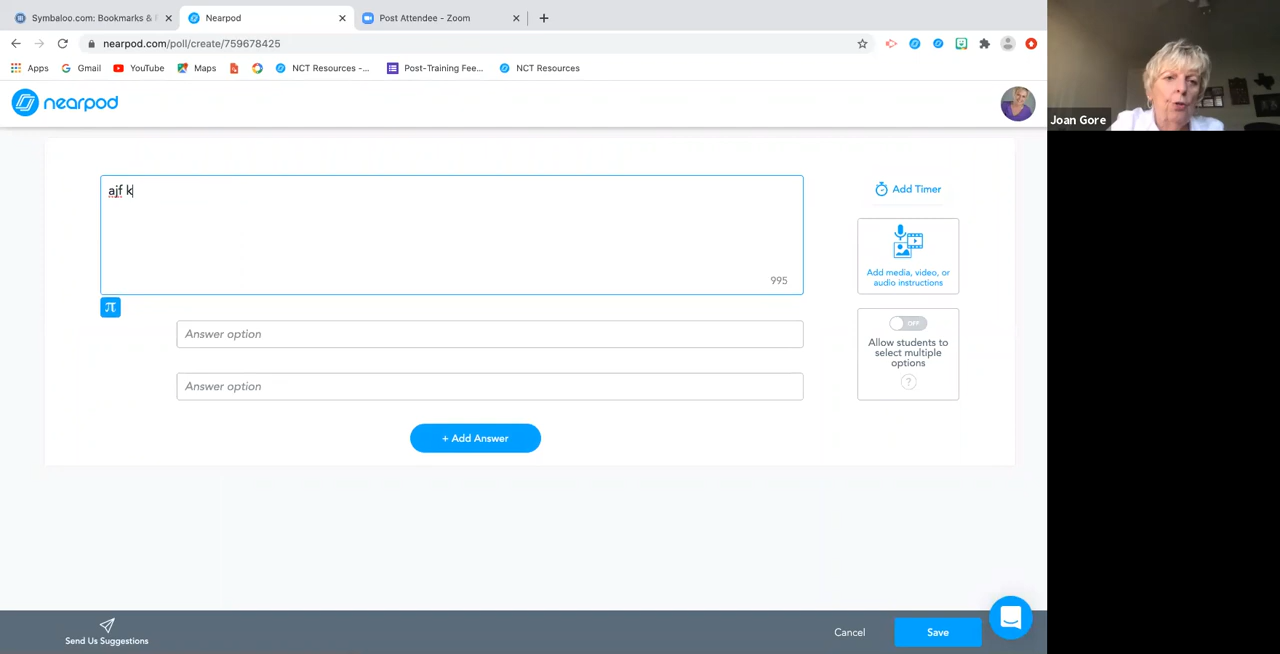 Symbaloo.com: Bookmarks & F
Nearpod
Post Attendee - Zoom
nearpod.com/poll/create/759678425
Apps
Gmail
YouTube
Maps
NCT Resources -...
Post-Training Fee...
NCT Resources
nearpod
Joan Gore
ajf k
995
π
Add Timer
Add media, video, or
audio instructions
OFF
Allow students to
select multiple
options
?
Answer option
Answer option
+ Add Answer
Send Us Suggestions
Cancel
Save